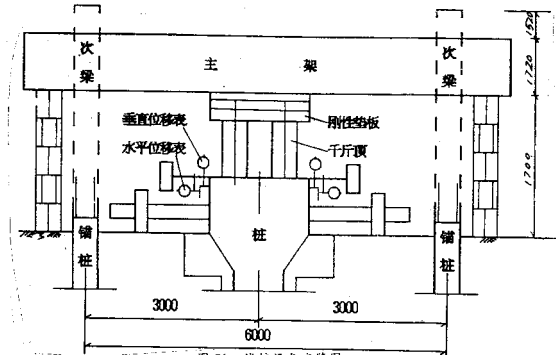 次梁
次梁
1520
主架
1720
刚性垫板
垂直位移表
千斤顶
水平位移表
1700
锚桩
桩
锚桩
3000
3000
6000